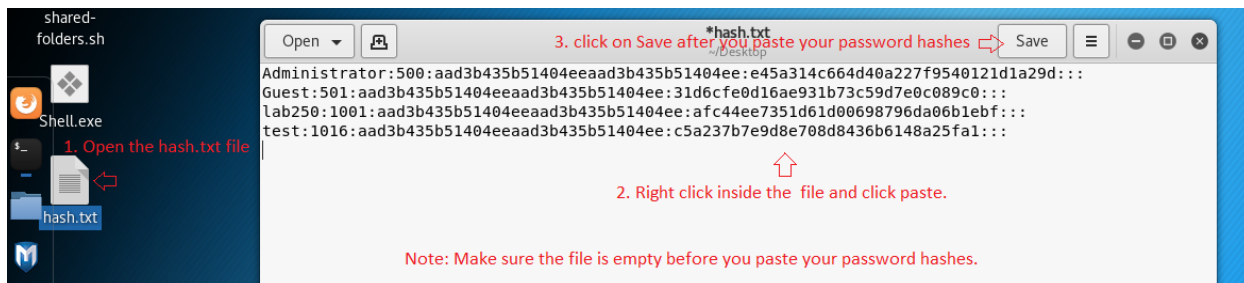 shared-
folders.sh
Shell.exe
1. Open the hash.txt file
$_
hash.txt
Open
*hash.txt
~/Desktop
3. click on Save after you paste your password hashes
Save
Administrator:500:aad3b435b51404eeaad3b435b51404ee:e45a314c664d40a227f9540121d1a29d:::
Guest:501:aad3b435b51404eeaad3b435b51404ee:31d6cfe0d16ae931b73c59d7e0c089c0:::
lab250:1001:aad3b435b51404eeaad3b435b51404ee:afc44ee7351d61d00698796da06b1ebf:::
test:1016:aad3b435b51404eeaad3b435b51404ee:c5a237b7e9d8e708d8436b6148a25fa1:::
2. Right click inside the file and click paste.
Note: Make sure the file is empty before you paste your password hashes.